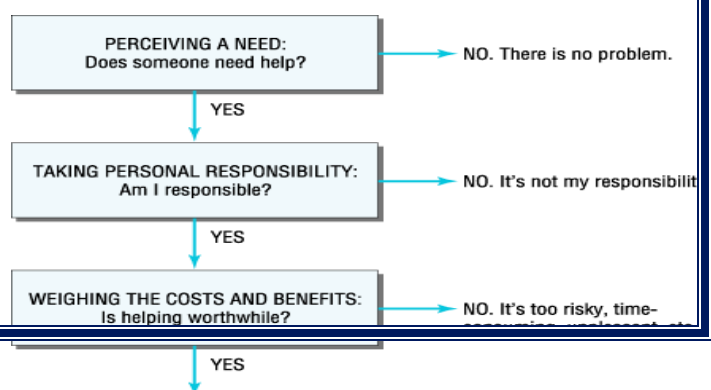 PERCEIVING A NEED:
Does someone need help?
NO. There is no problem.
YES
TAKING PERSONAL RESPONSIBILITY:
Am I responsible?
NO. It's not my responsibilit
YES
WEIGHING THE COSTS AND BENEFITS:
Is helping worthwhile?
NO. It's too risky, time-
YES